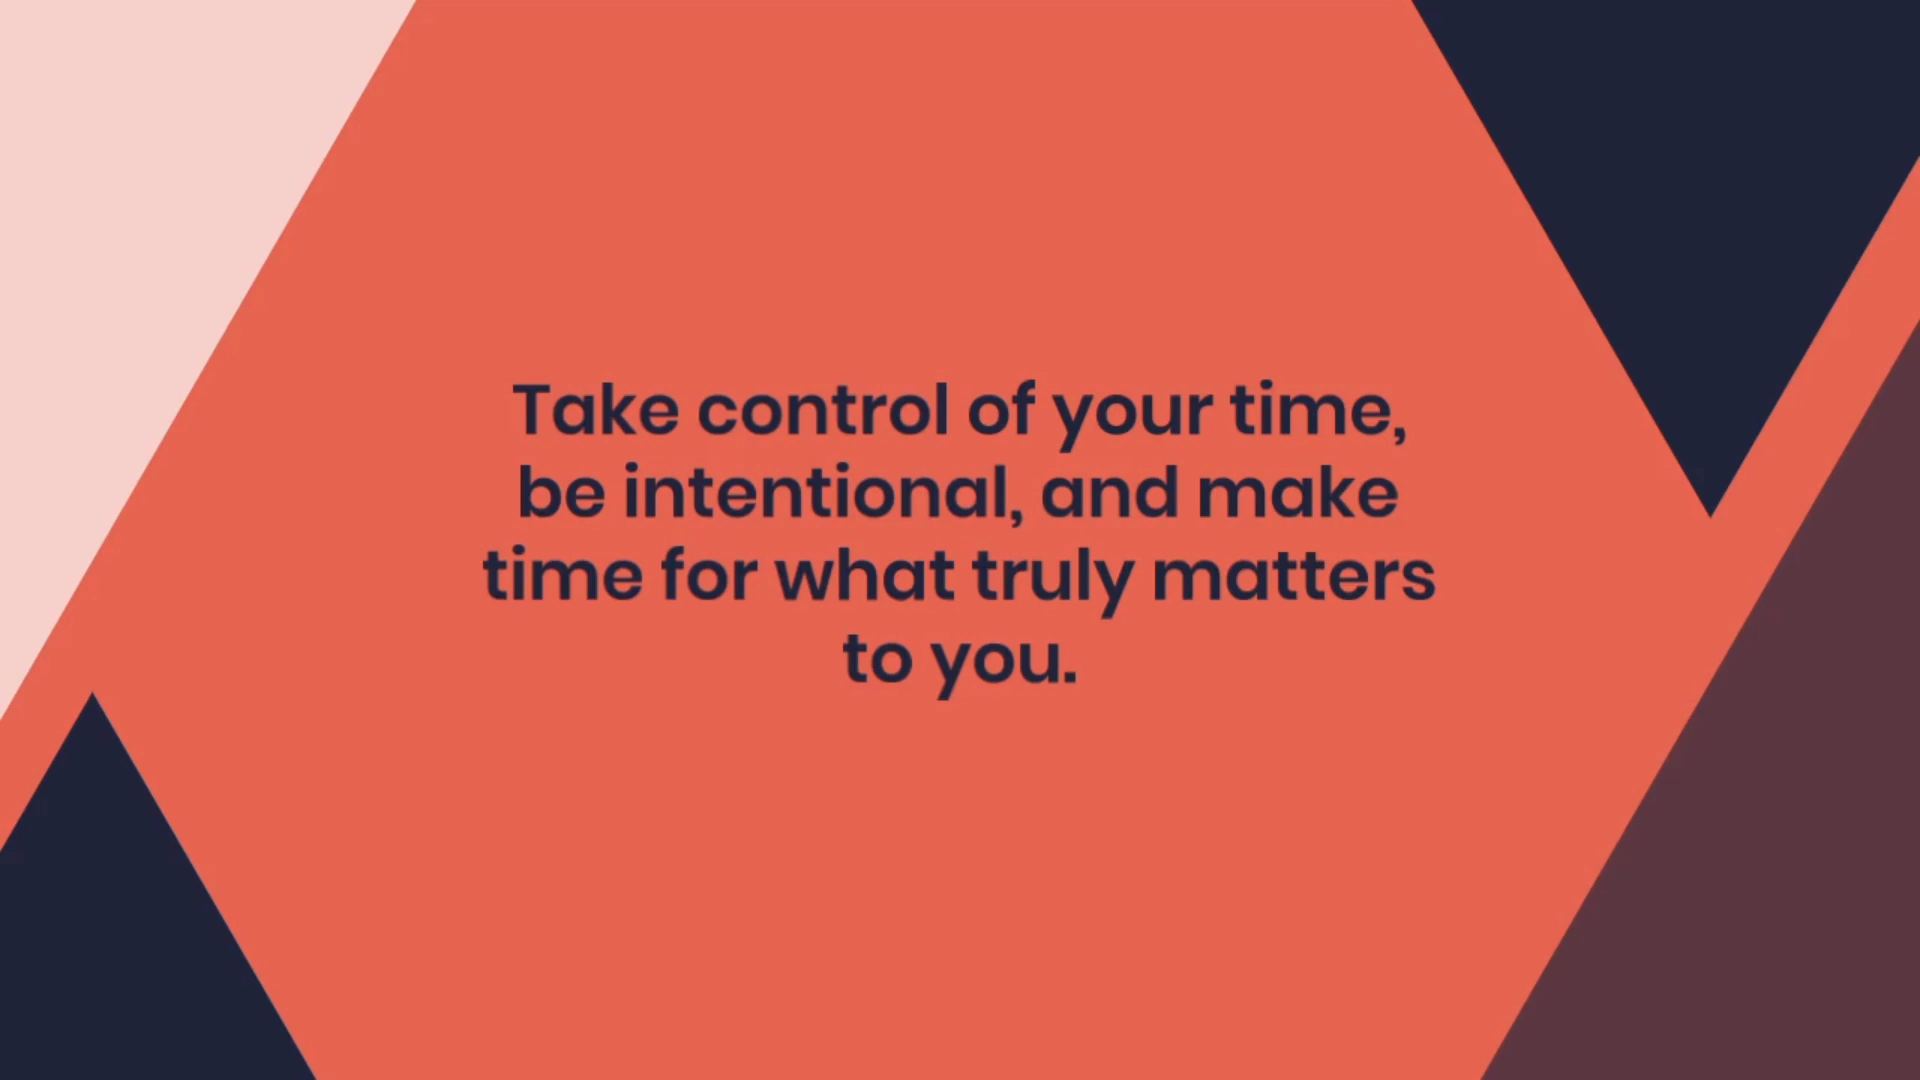 Take control of your time,
be intentional, and make
time for what truly matters
to you.